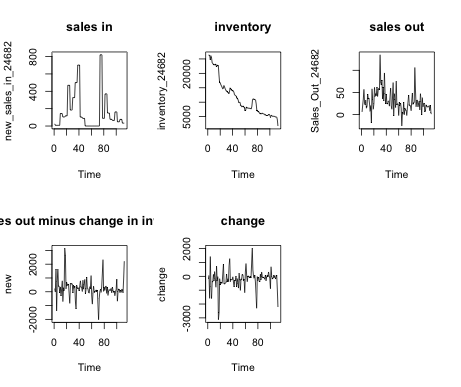 sales in
inventory
sales out
new_sales_in_24682
0 400 800
0 40 80
Time
inventory_24682
5000 20000
0 40 80
Time
Sales_Out_24682
0 50
0 40 80
Time
es out minus change in in
change
new
-2000 0 2000
0 40 80
Time
change
-3000 0 2000
0 40 80
Time